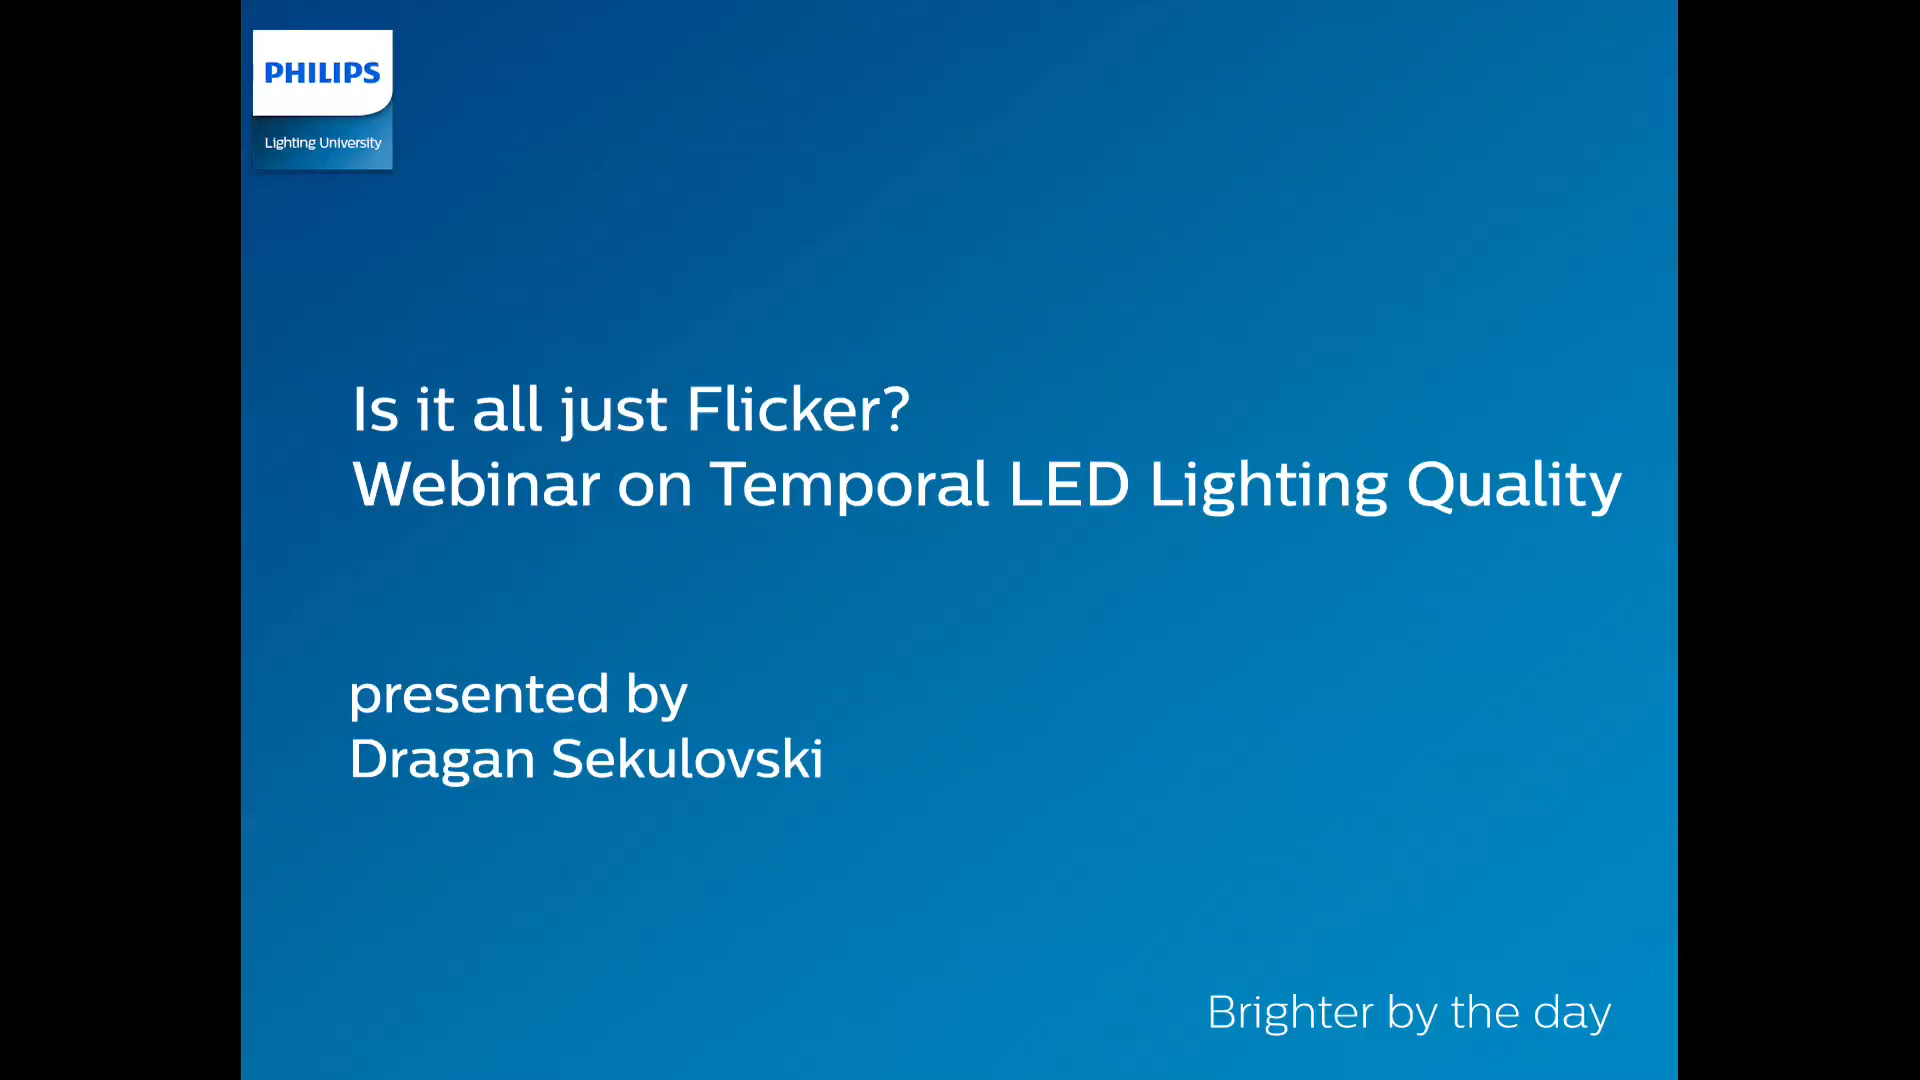 PHILIPS
Lighting University
Is it all just Flicker?
Webinar on Temporal LED Lighting Quality
presented by
Dragan Sekulovski
Brighter by the day